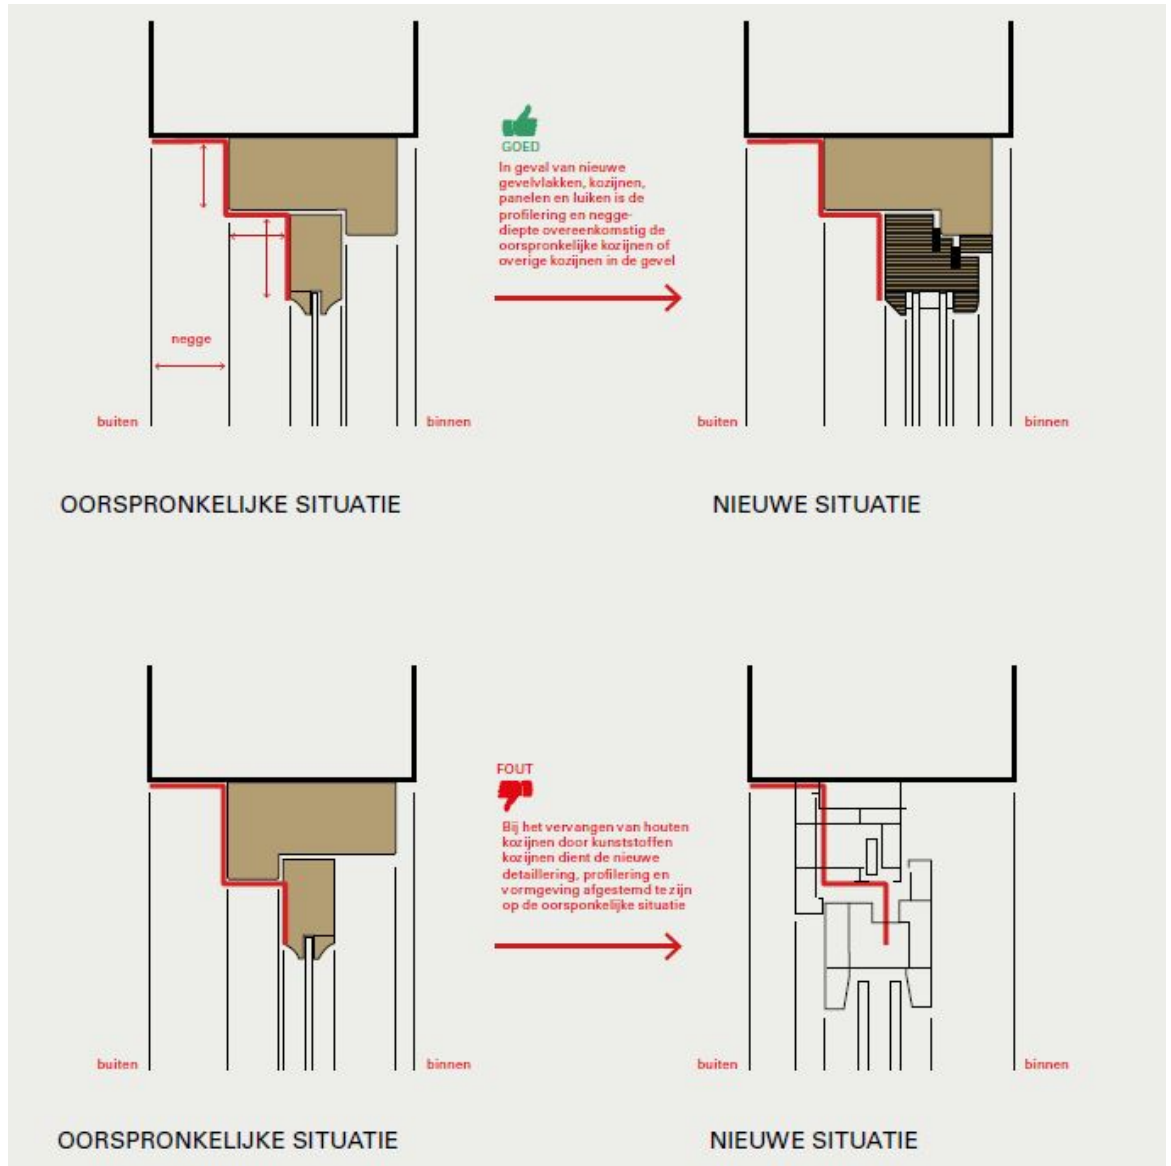 GOED
In geval van nieuwe
gevelvlakken, kozijnen,
panelen en luiken is de
profilering en negge-
diepte overeenkomstig de
oorspronkelijke kozijnen of
overige kozijnen in de gevel
negge
buiten
binnen
buiten
binnen
OORSPRONKELIJKE SITUATIE
NIEUWE SITUATIE
FOUT
Bij het vervangen van houten
kozijnen door kunststoffen
kozijnen dient de nieuwe
detaillering, profilering en
vormgeving afgestemd te zijn
op de oorsponkelijke situatie
buiten
binnen
buiten
binnen
OORSPRONKELIJKE SITUATIE
NIEUWE SITUATIE